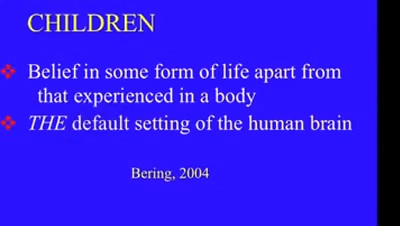 CHILDREN
Belief in some form of life apart from
that experienced in a body
THE default setting of the human brain
Bering, 2004